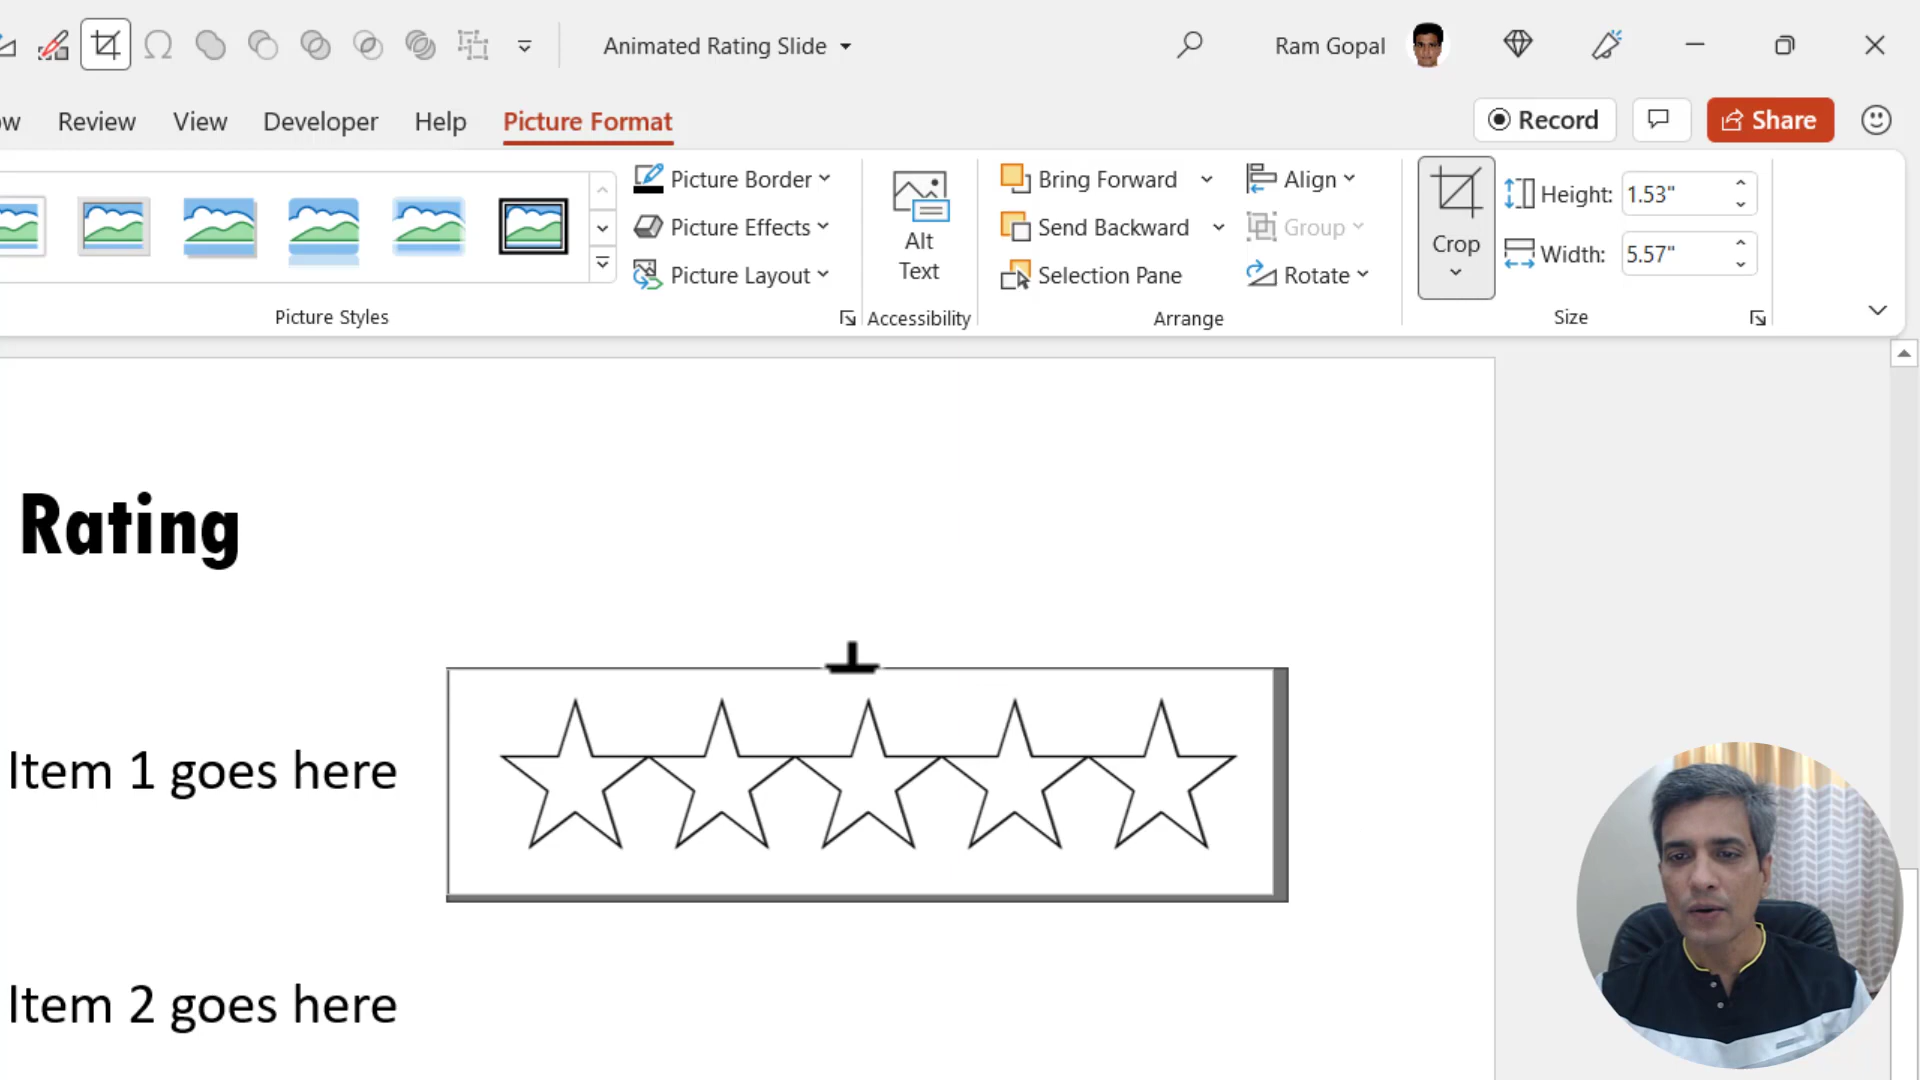 Animated Rating Slide
Ram Gopal
Review View Developer Help Picture Format
Record Share
Picture Border
Picture Effects
Picture Layout
Alt
Text
Bring Forward
Send Backward
Selection Pane
Align
Group
Rotate
Crop
Height: 1.53"
Width: 5.57"
Picture Styles
Accessibility
Arrange
Size
Rating
Item 1 goes here
Item 2 goes here